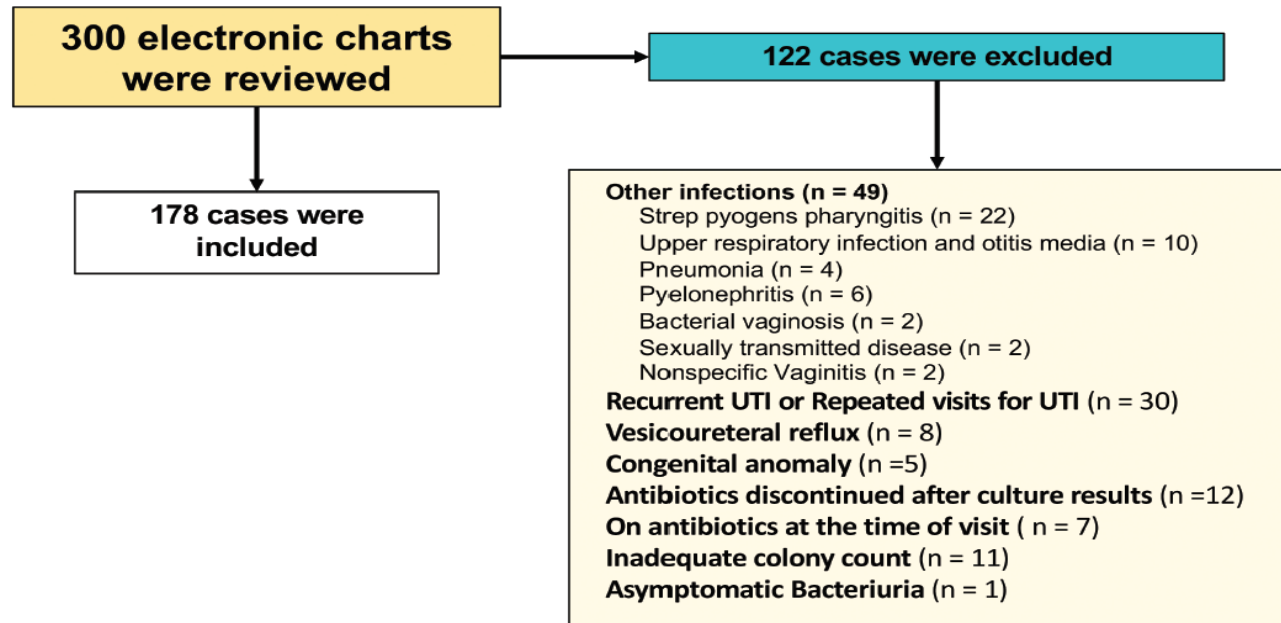 300 electronic charts
were reviewed
122 cases were excluded
178 cases were
included
Other infections (n = 49)
Strep pyogens pharyngitis (n = 22)
Upper respiratory infection and otitis media (n = 10)
Pneumonia (n = 4)
Pyelonephritis (n = 6)
Bacterial vaginosis (n = 2)
Sexually transmitted disease (n = 2)
Nonspecific Vaginitis (n = 2)
Recurrent UTI or Repeated visits for UTI (n = 30)
Vesicoureteral reflux (n = 8)
Congenital anomaly (n =5)
Antibiotics discontinued after culture results (n =12)
On antibiotics at the time of visit ( n = 7)
Inadequate colony count (n = 11)
Asymptomatic Bacteriuria (n = 1)